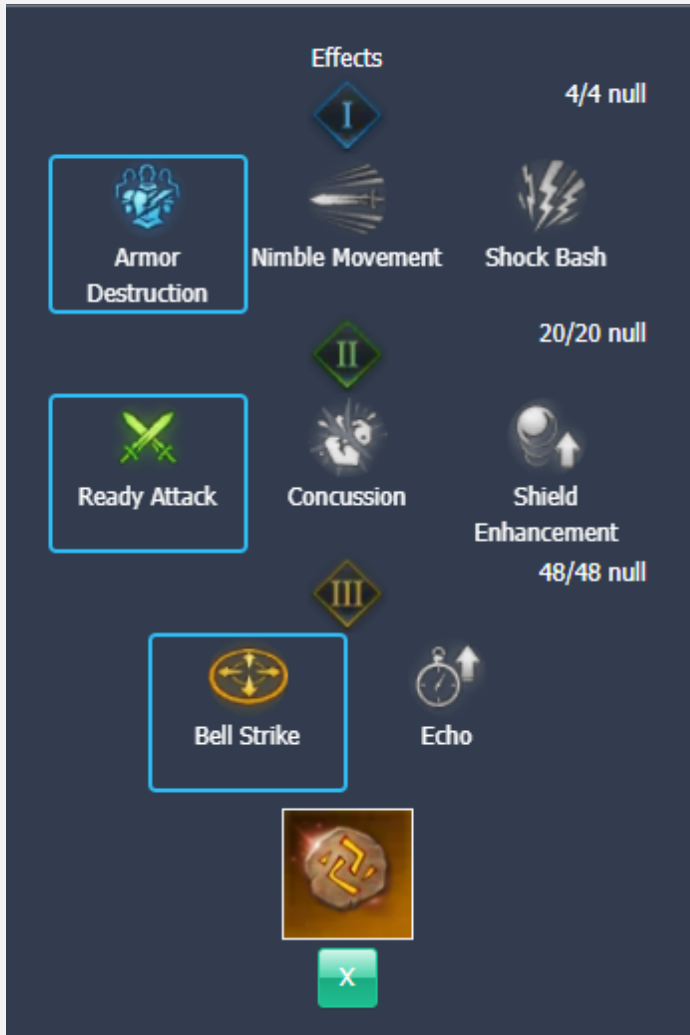 Effects
4/4 null
I
Armor Destruction
Nimble Movement
Shock Bash
20/20 null
II
Ready Attack
Concussion
Shield Enhancement
48/48 null
III
Bell Strike
Echo
X